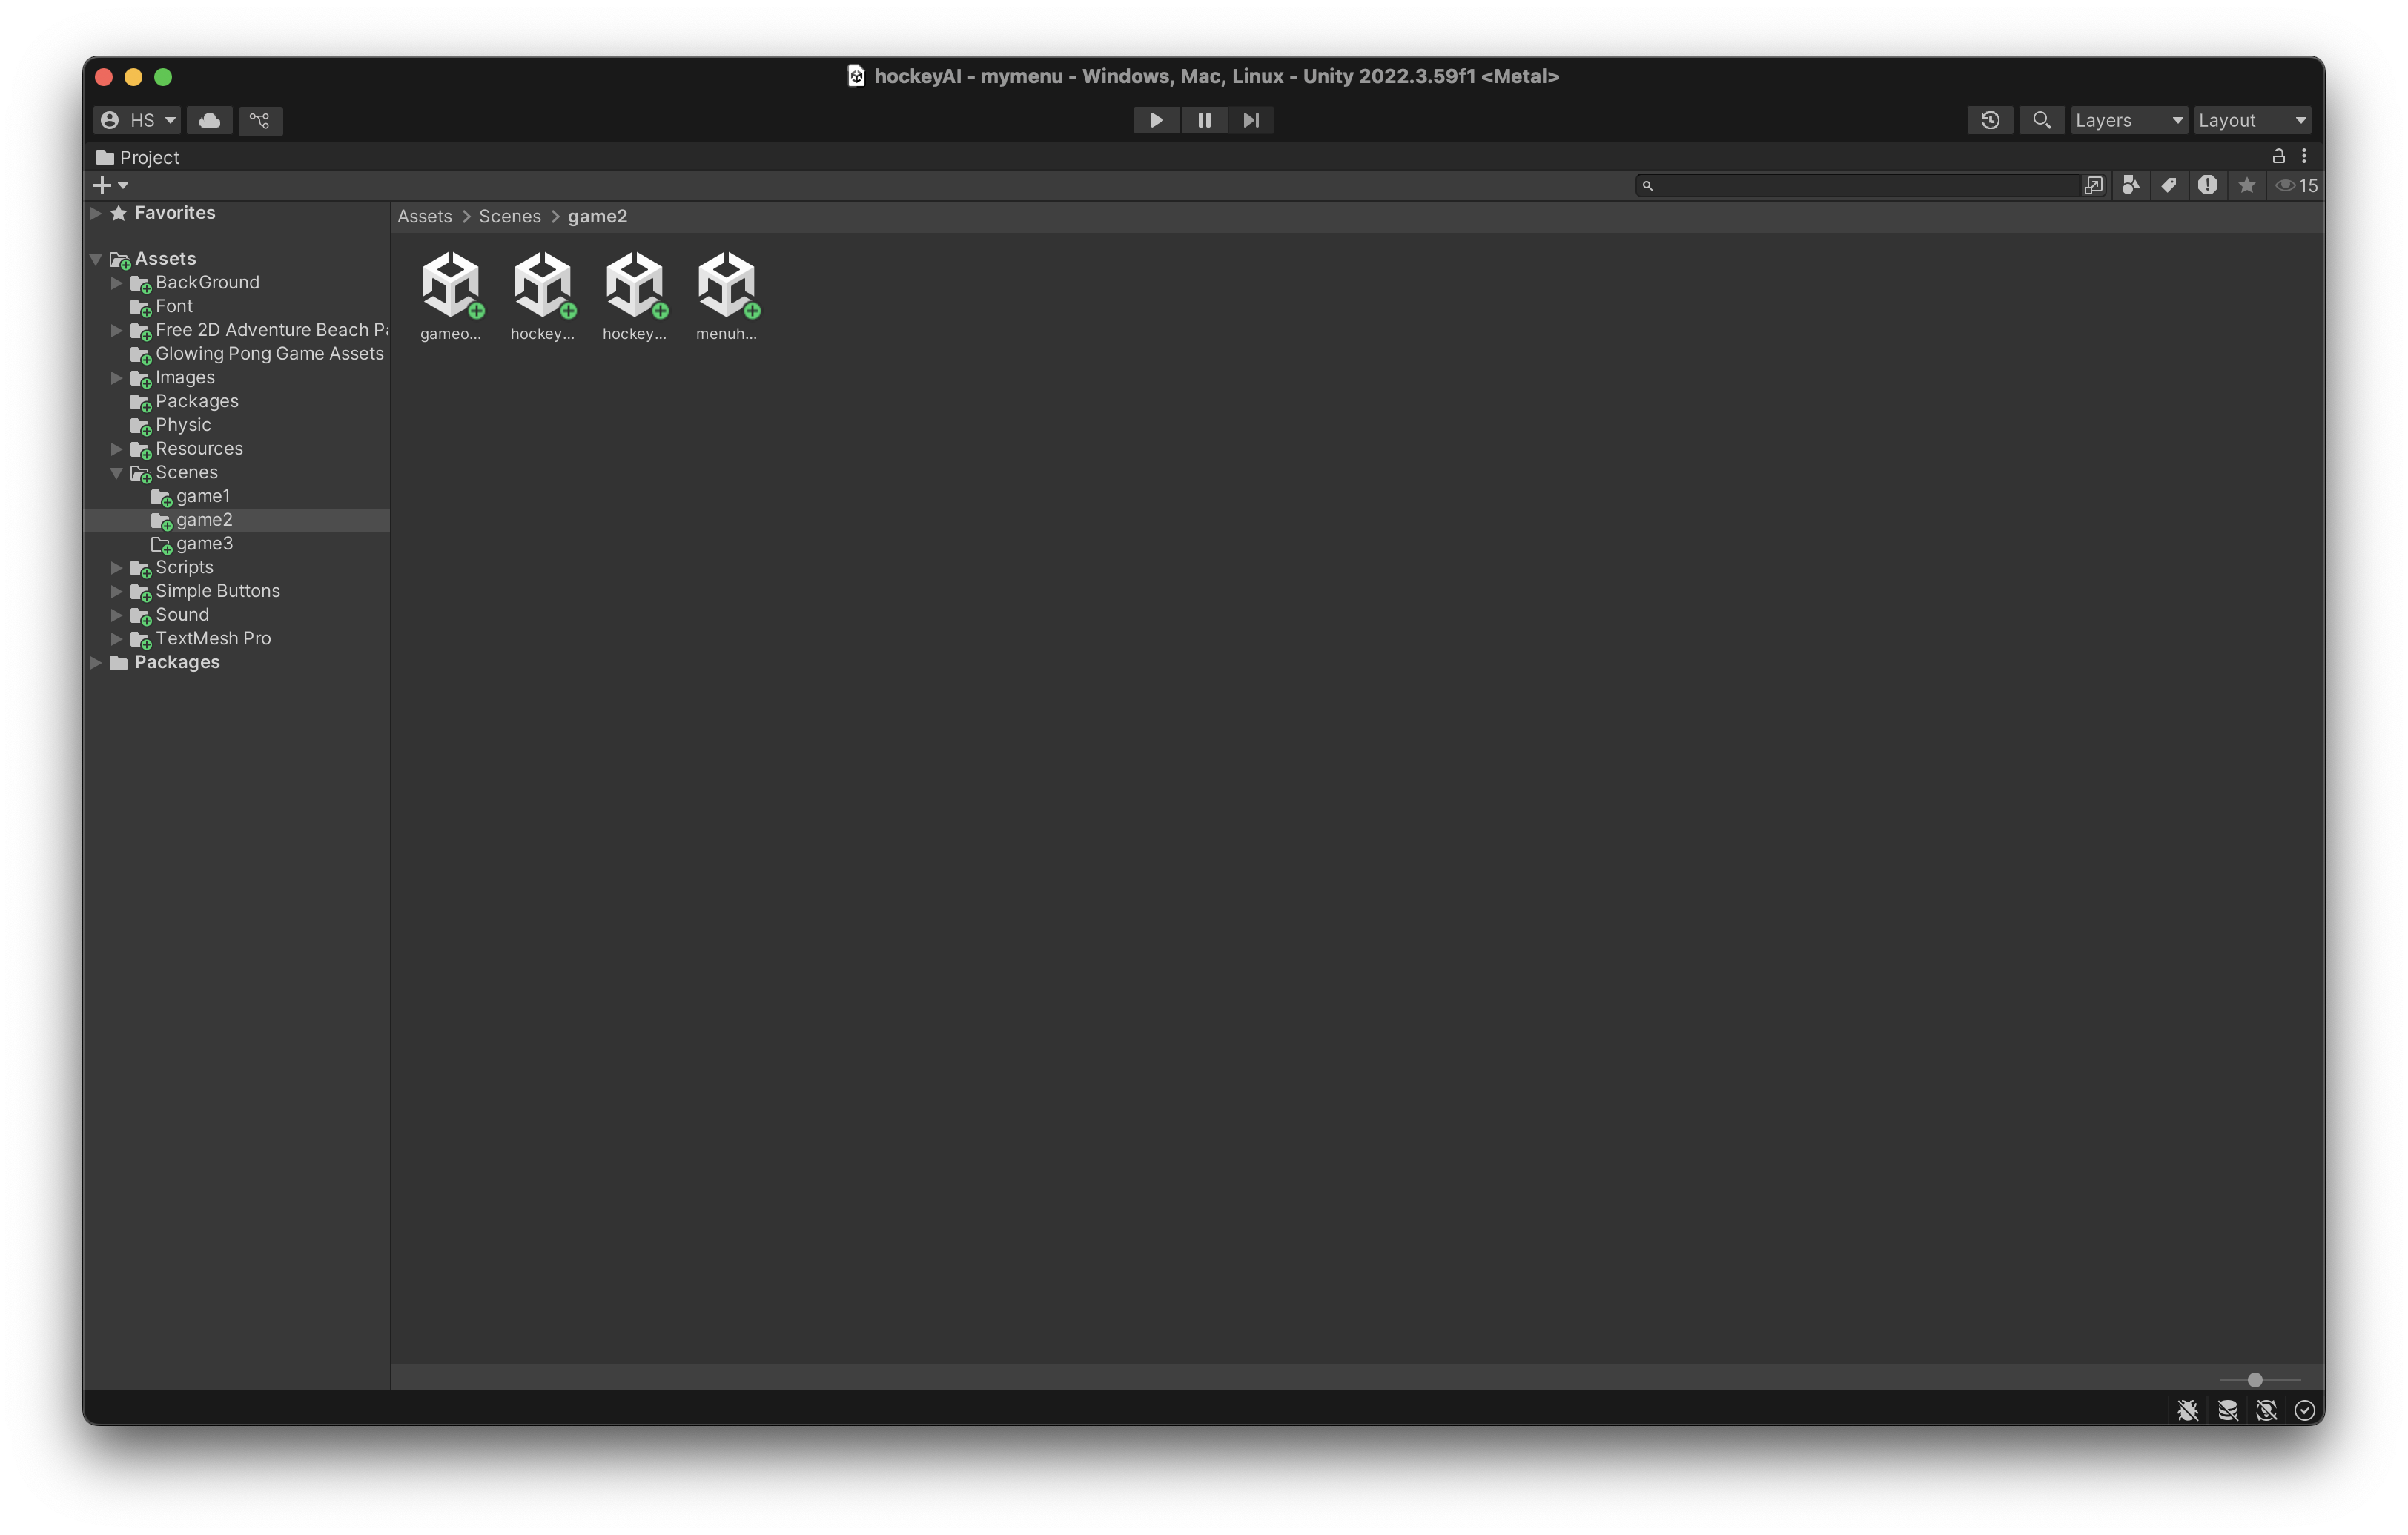 hockeyAI - mymenu - Windows, Mac, Linux - Unity 2022.3.59f1 <Metal>
HS
Layers
Layout
Project
15
Favorites
Assets
BackGround
Font
Free 2D Adventure Beach Pa
Glowing Pong Game Assets
Images
Packages
Physic
Resources
Scenes
game1
game2
game3
Scripts
Simple Buttons
Sound
TextMesh Pro
Packages
Assets > Scenes > game2
gameo... hockey... hockey... menuh...